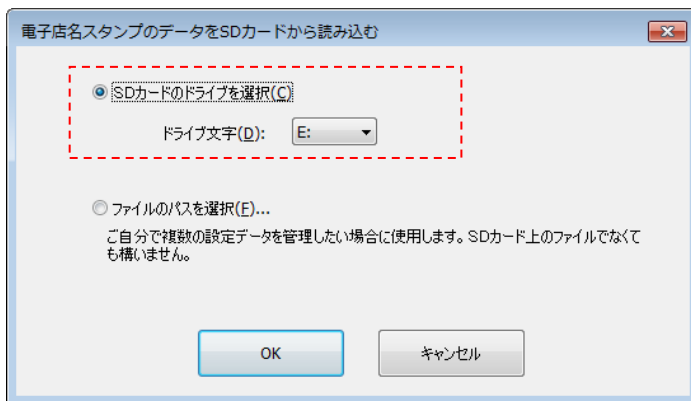 電子店名スタンプのデータをSDカードから読み込む
SDカードのドライブを選択(C)
ドライブ文字(D):
E:
ファイルのパスを選択(F)...
ご自分で複数の設定データを管理したい場合に使用します。SDカード上のファイルでなくて
も構いません。
OK
キャンセル